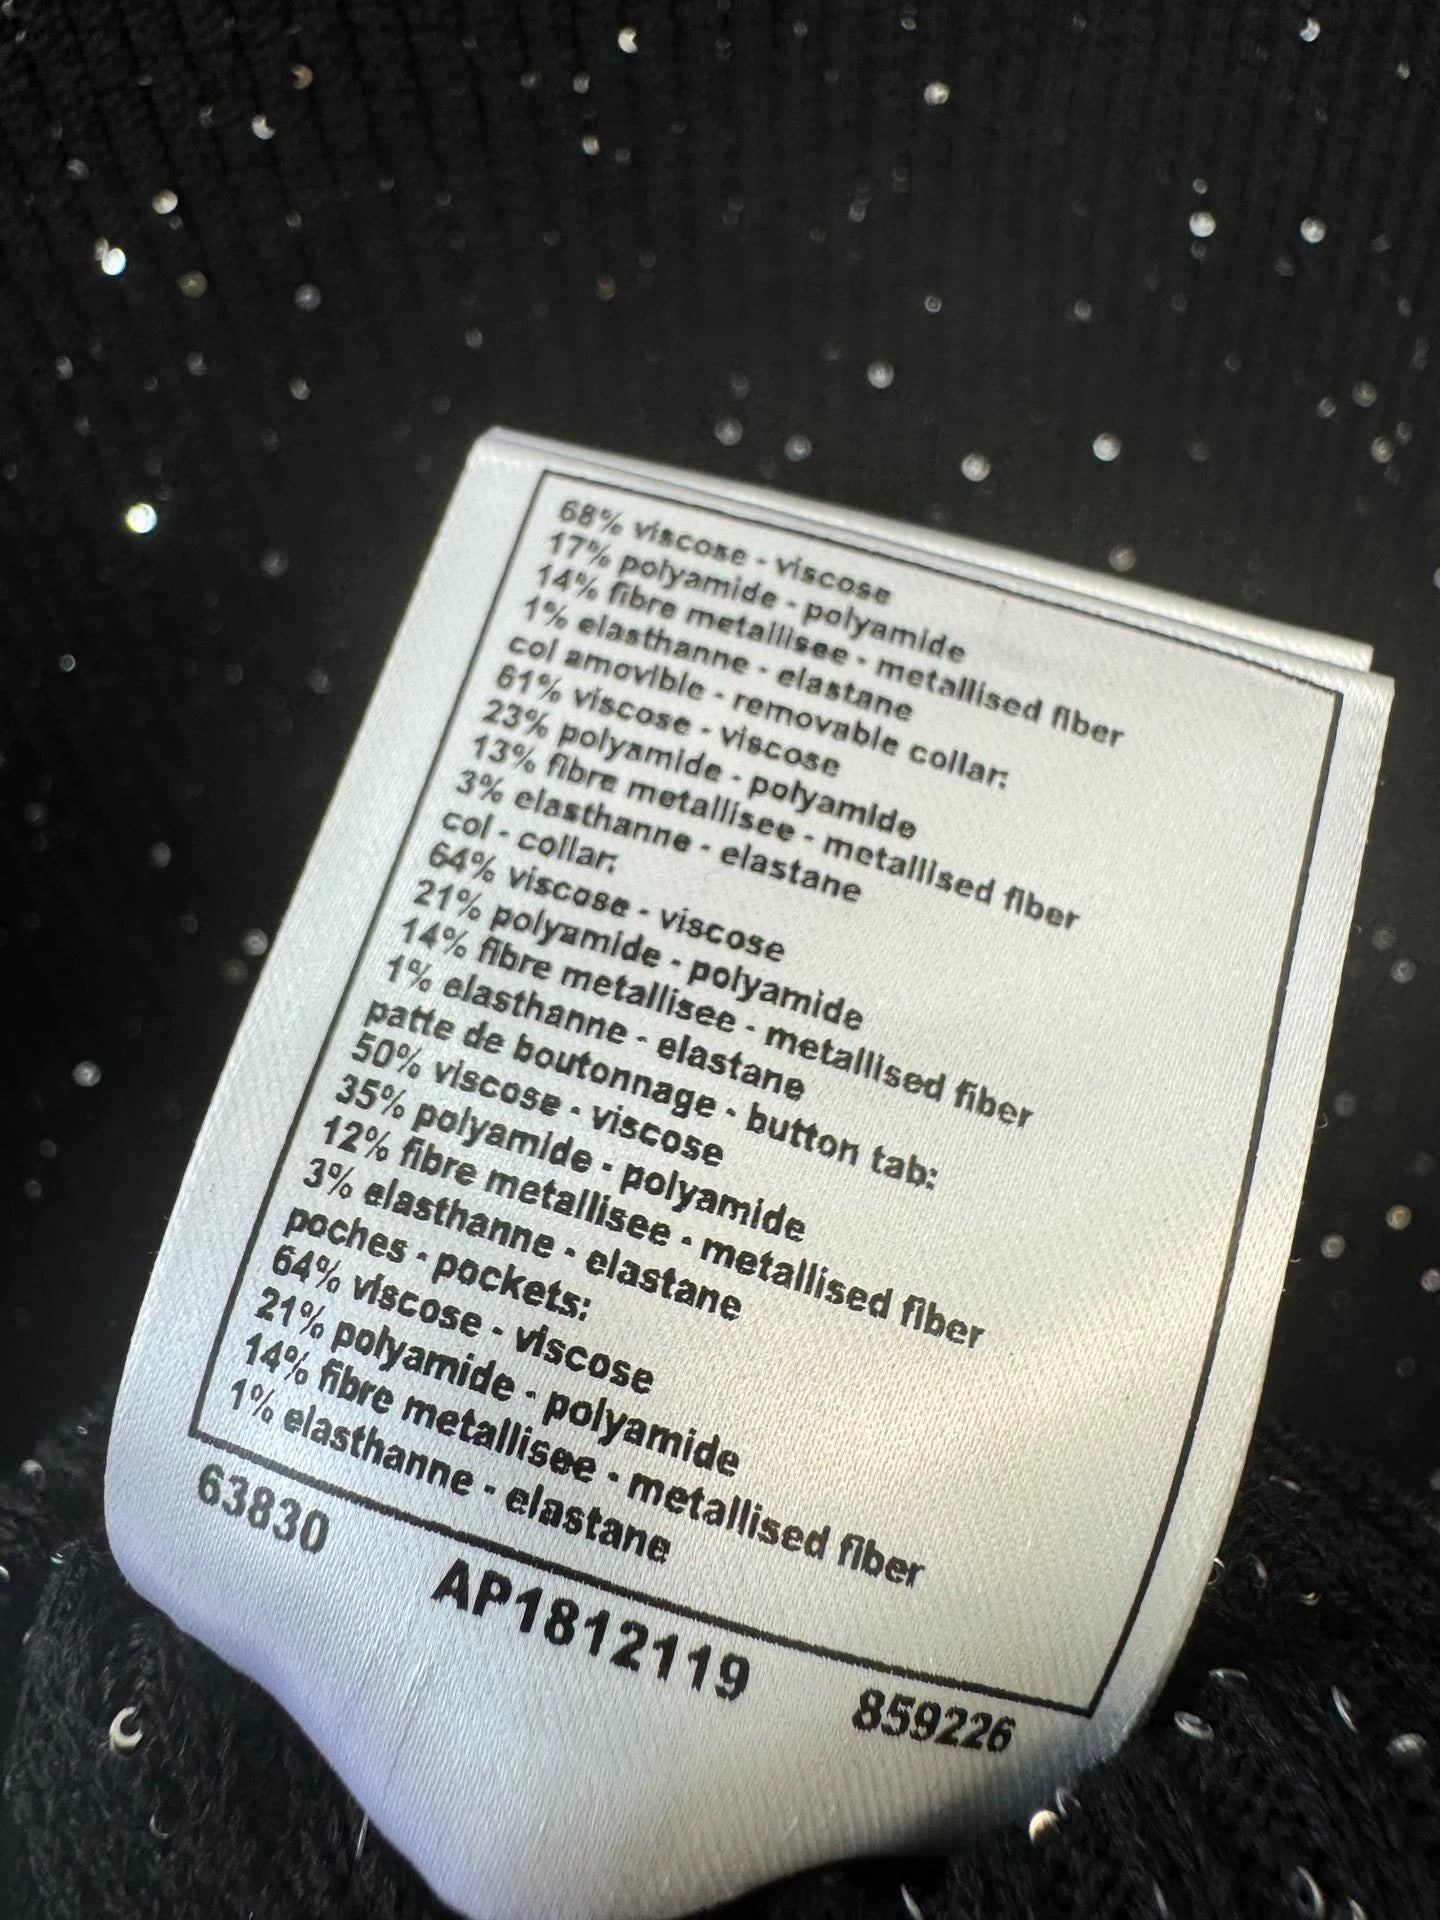 68% viscose - viscose
17% polyamide - polyamide
14% fibre metallisee - metallised fiber
1% elasthanne - elastane
col amovible - removable collar:
61% viscose - viscose
23% polyamide - polyamide
13% fibre metallisee - metallised fiber
3% elasthanne - elastane
col - collar:
64% viscose - viscose
21% polyamide - polyamide
14% fibre metallisee - metallised fiber
1% elasthanne - elastane
patte de boutonnage - button tab:
50% viscose - viscose
35% polyamide - polyamide
12% fibre metallisee - metallised fiber
3% elasthanne - elastane
poches - pockets:
64% viscose - viscose
21% polyamide - polyamide
14% fibre metallisee - metallised fiber
1% elasthanne - elastane
63830 AP1812119 859226